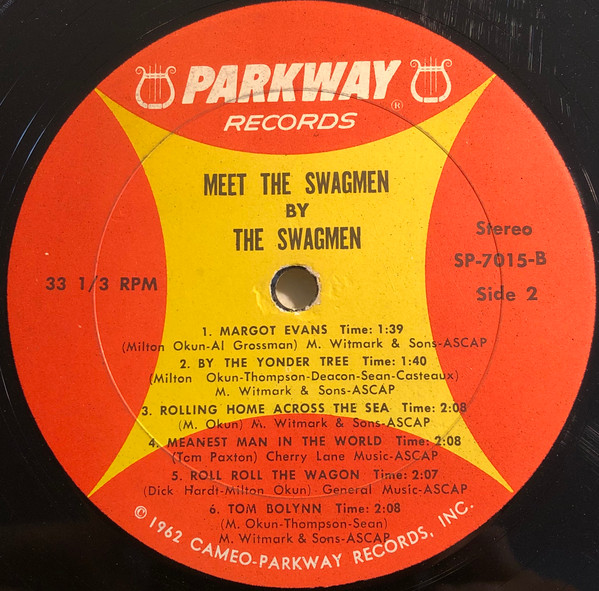 PARKWAY
®
RECORDS
MEET THE SWAGMEN
BY
THE SWAGMEN
33 1/3 RPM
Stereo
SP-7015-B
Side 2
1. MARGOT EVANS Time: 1:39
(Milton Okun-Al Grossman) M. Witmark & Sons-ASCAP
2. BY THE YONDER TREE Time: 1:40
(Milton Okun-Thompson-Deacon-Sean-Casteaux)
M. Witmark & Sons-ASCAP
3. ROLLING HOME ACROSS THE SEA Time: 2:08
(M. Okun) M. Witmark & Sons-ASCAP
4. MEANEST MAN IN THE WORLD Time: 2:08
(Tom Paxton) Cherry Lane Music-ASCAP
5. ROLL ROLL THE WAGON Time: 2:07
(Dick Hardt-Milton Okun) General Music-ASCAP
6. TOM BOLYNN Time: 2:08
(M. Okun-Thompson-Sean)
M. Witmark & Sons-ASCAP
© 1962 CAMEO-PARKWAY RECORDS, INC.